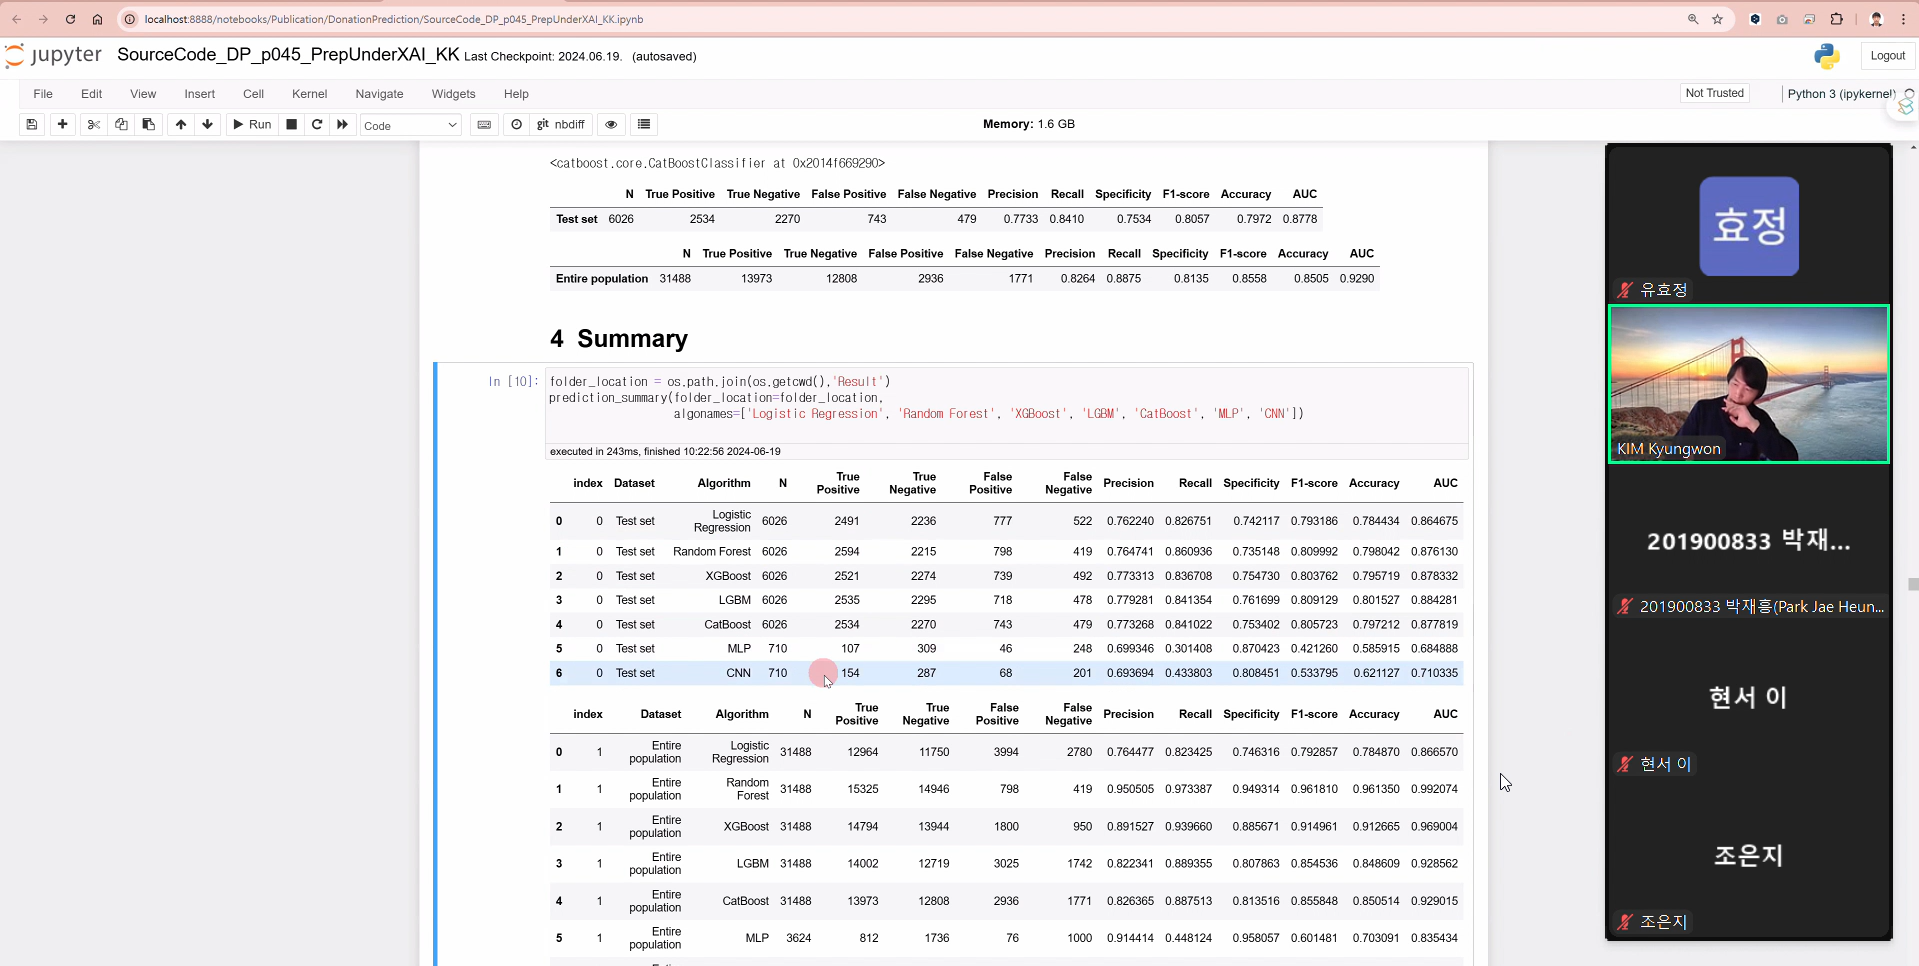 localhost:8888/notebooks/Publication/DonationPrediction/SourceCode_DP_p045_PrepUnderXAI_KK.ipynb
jupyter SourceCode_DP_p045_PrepUnderXAI_KK Last Checkpoint: 2024.06.19. (autosaved) Logout
File Edit View Insert Cell Kernel Navigate Widgets Help Not Trusted Python 3 (ipykernel)
Run Code git nbdiff Memory: 1.6 GB
<catboost.core.CatBoostClassifier at 0x2014f669290>
N True Positive True Negative False Positive False Negative Precision Recall Specificity F1-score Accuracy AUC
Test set 6026 2534 2270 743 479 0.7733 0.8410 0.7534 0.8057 0.7972 0.8778
N True Positive True Negative False Positive False Negative Precision Recall Specificity F1-score Accuracy AUC
Entire population 31488 13973 12808 2936 1771 0.8264 0.8875 0.8135 0.8558 0.8505 0.9290
4 Summary
In [10]: folder_location = os.path.join(os.getcwd(),'Result')
prediction_summary(folder_location=folder_location,
algonames=['Logistic Regression', 'Random Forest', 'XGBoost', 'LGBM', 'CatBoost', 'MLP', 'CNN'])
executed in 243ms, finished 10:22:56 2024-06-19
index Dataset Algorithm N True Positive True Negative False Positive False Negative Precision Recall Specificity F1-score Accuracy AUC
0 0 Test set Logistic Regression 6026 2491 2236 777 522 0.762240 0.826751 0.742117 0.793186 0.784434 0.864675
1 0 Test set Random Forest 6026 2594 2215 798 419 0.764741 0.860936 0.735148 0.809992 0.798042 0.876130
2 0 Test set XGBoost 6026 2521 2274 739 492 0.773313 0.836708 0.754730 0.803762 0.795719 0.878332
3 0 Test set LGBM 6026 2535 2295 718 478 0.779281 0.841354 0.761699 0.809129 0.801527 0.884281
4 0 Test set CatBoost 6026 2534 2270 743 479 0.773268 0.841022 0.753402 0.805723 0.797212 0.877819
5 0 Test set MLP 710 107 309 46 248 0.699346 0.301408 0.870423 0.421260 0.585915 0.684888
6 0 Test set CNN 710 154 287 68 201 0.693694 0.433803 0.808451 0.533795 0.621127 0.710335
index Dataset Algorithm N True Positive True Negative False Positive False Negative Precision Recall Specificity F1-score Accuracy AUC
0 1 Entire population Logistic Regression 31488 12964 11750 3994 2780 0.764477 0.823425 0.746316 0.792857 0.784870 0.866570
1 1 Entire population Random Forest 31488 15325 14946 798 419 0.950505 0.973387 0.949314 0.961810 0.961350 0.992074
2 1 Entire population XGBoost 31488 14794 13944 1800 950 0.891527 0.939660 0.885671 0.914961 0.912665 0.969004
3 1 Entire population LGBM 31488 14002 12719 3025 1742 0.822341 0.889355 0.807863 0.854536 0.848609 0.928562
4 1 Entire population CatBoost 31488 13973 12808 2936 1771 0.826365 0.887513 0.813516 0.855848 0.850514 0.929015
5 1 Entire population MLP 3624 812 1736 76 1000 0.914414 0.448124 0.958057 0.601481 0.703091 0.835434
효정
유효정
KIM Kyungwon
201900833 박재...
201900833 박재흥(Park Jae Heun...
현서 이
현서 이
조은지
조은지